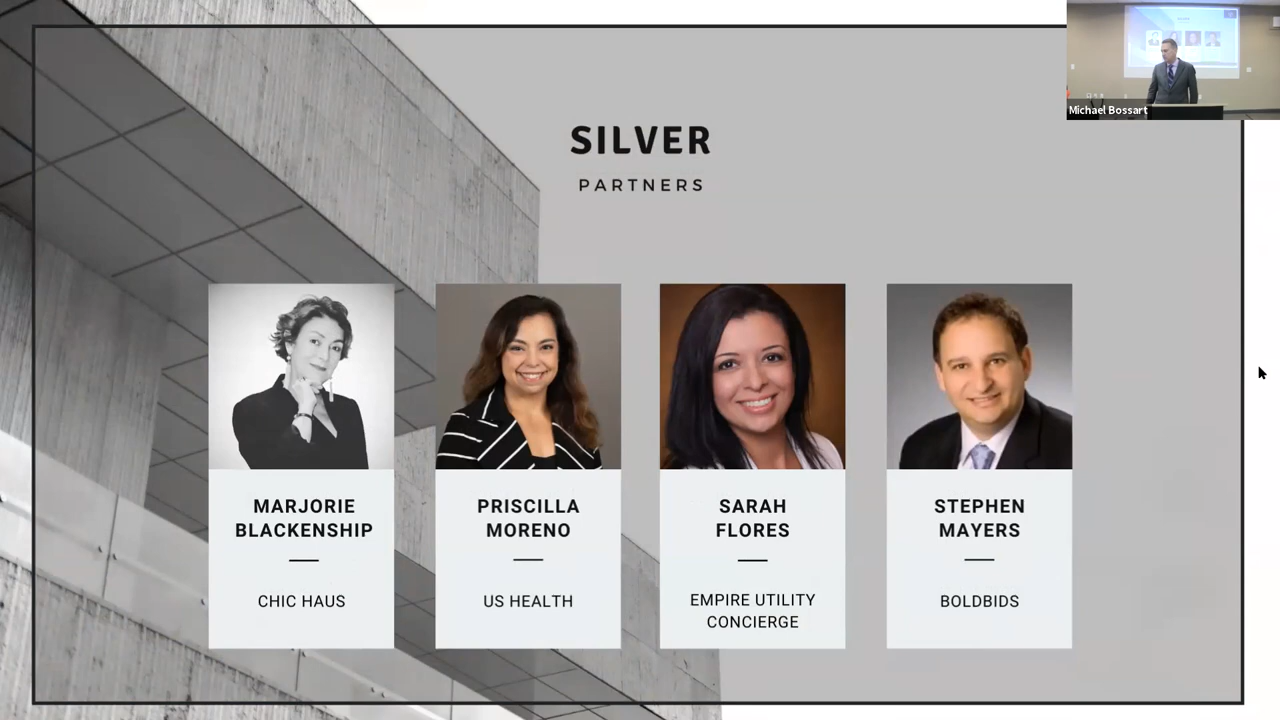 Michael Bossart
SILVER
PARTNERS
MARJORIE
BLACKENSHIP
CHIC HAUS
PRISCILLA
MORENO
US HEALTH
SARAH
FLORES
EMPIRE UTILITY
CONCIERGE
STEPHEN
MAYERS
BOLDBIDS